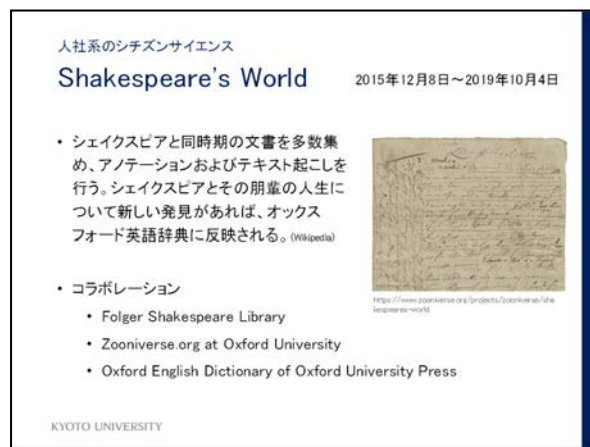 人社系のシチズンサイエンス
Shakespeare's World
2015年12月8日～2019年10月4日
• シェイクスピアと同時期の文書を多数集
め、アノテーションおよびテキスト起こしを
行う。シェイクスピアとその朋輩の人生に
ついて新しい発見があれば、オックス
フォード英語辞典に反映される。(Wikipedia)
https://www.zooniverse.org/projects/zooniverse/sha
kespeares-world
• コラボレーション
• Folger Shakespeare Library
• Zooniverse.org at Oxford University
• Oxford English Dictionary of Oxford University Press
KYOTO UNIVERSITY